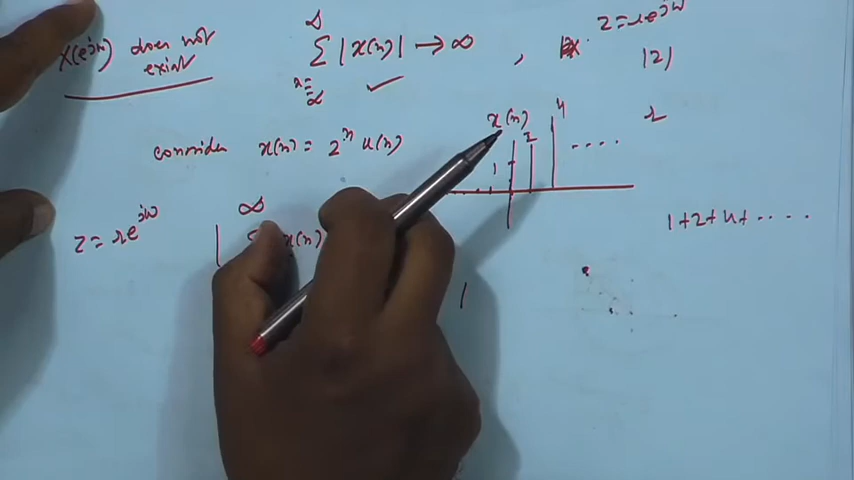 X(e^jω) does not exist
∞
∑ |x(n)| → ∞ ,
n=
∞
z = re^jω
|z|
r
consider x(n) = 2^n u(n)
x(n)
1 2 4 ....
z = re^jω
∞
| x(n)
|
1+2+4+....